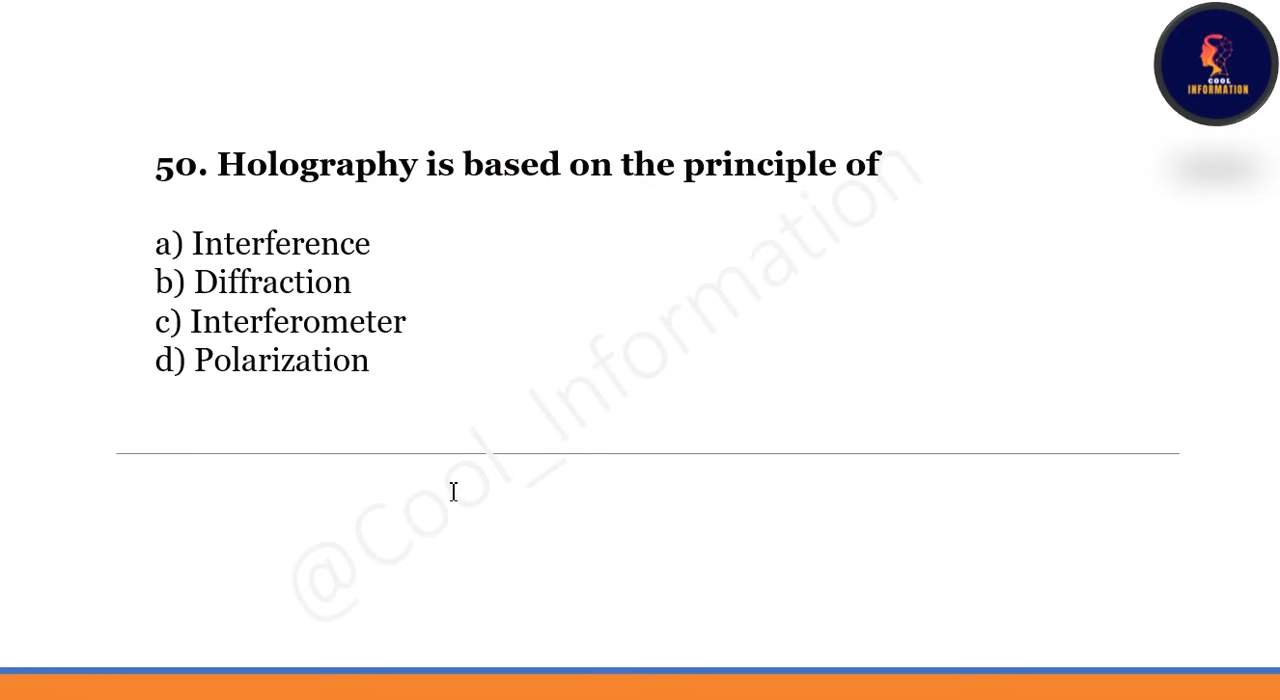 COOL
INFORMATION
50. Holography is based on the principle of
a) Interference
b) Diffraction
c) Interferometer
d) Polarization
@Cool_Information